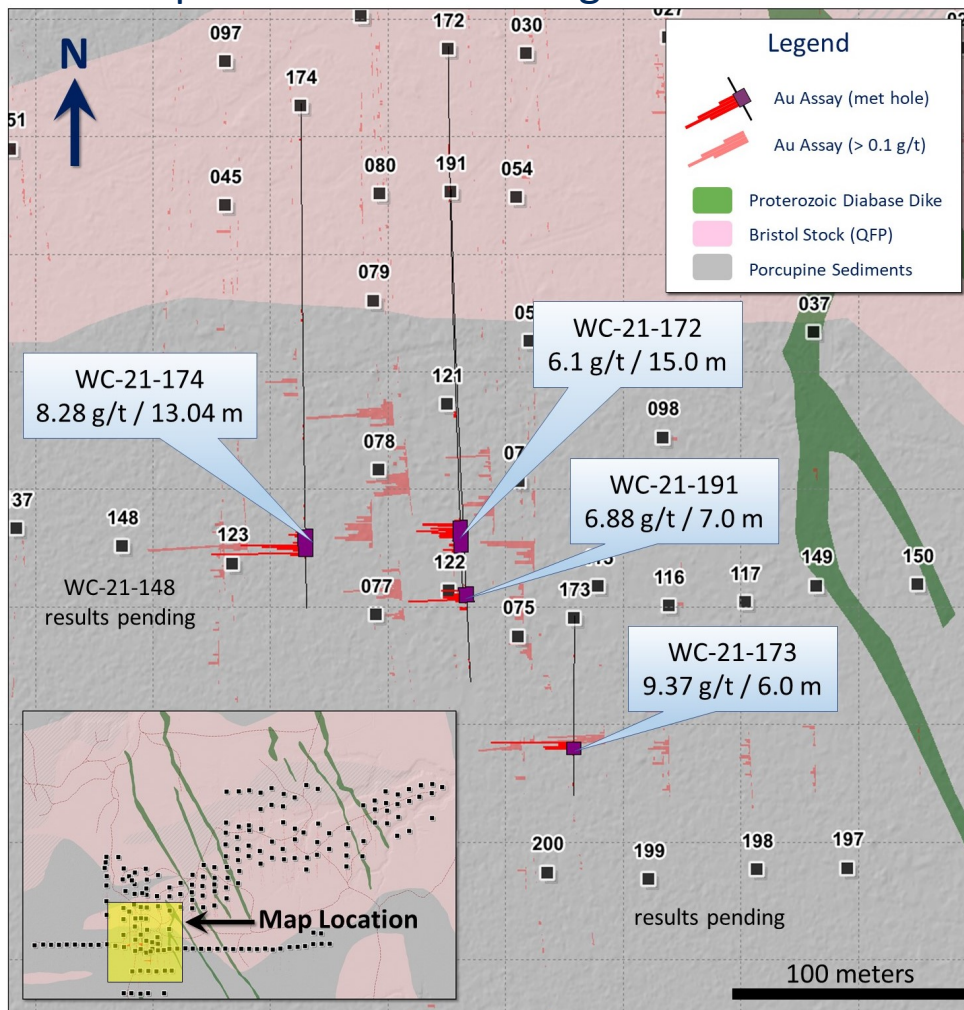 097
172
030
027
174
N
51
045
080
191
054
079
Legend
Au Assay (met hole)
Au Assay (> 0.1 g/t)
Proterozoic Diabase Dike
Bristol Stock (QFP)
Porcupine Sediments
037
WC-21-172
6.1 g/t / 15.0 m
WC-21-174
8.28 g/t / 13.04 m
121
098
078
WC-21-191
6.88 g/t / 7.0 m
37
148
123
122
077
075
173
116
117
149
150
WC-21-148
results pending
WC-21-173
9.37 g/t / 6.0 m
200
199
198
197
results pending
Map Location
100 meters